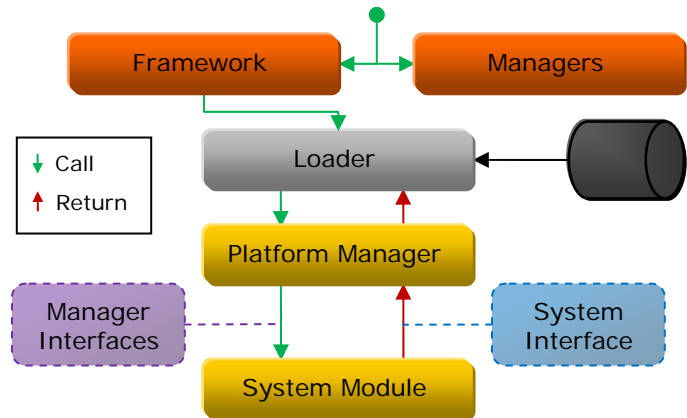 Framework
Managers
Loader
Call
Return
Platform Manager
Manager
Interfaces
System
Interface
System Module